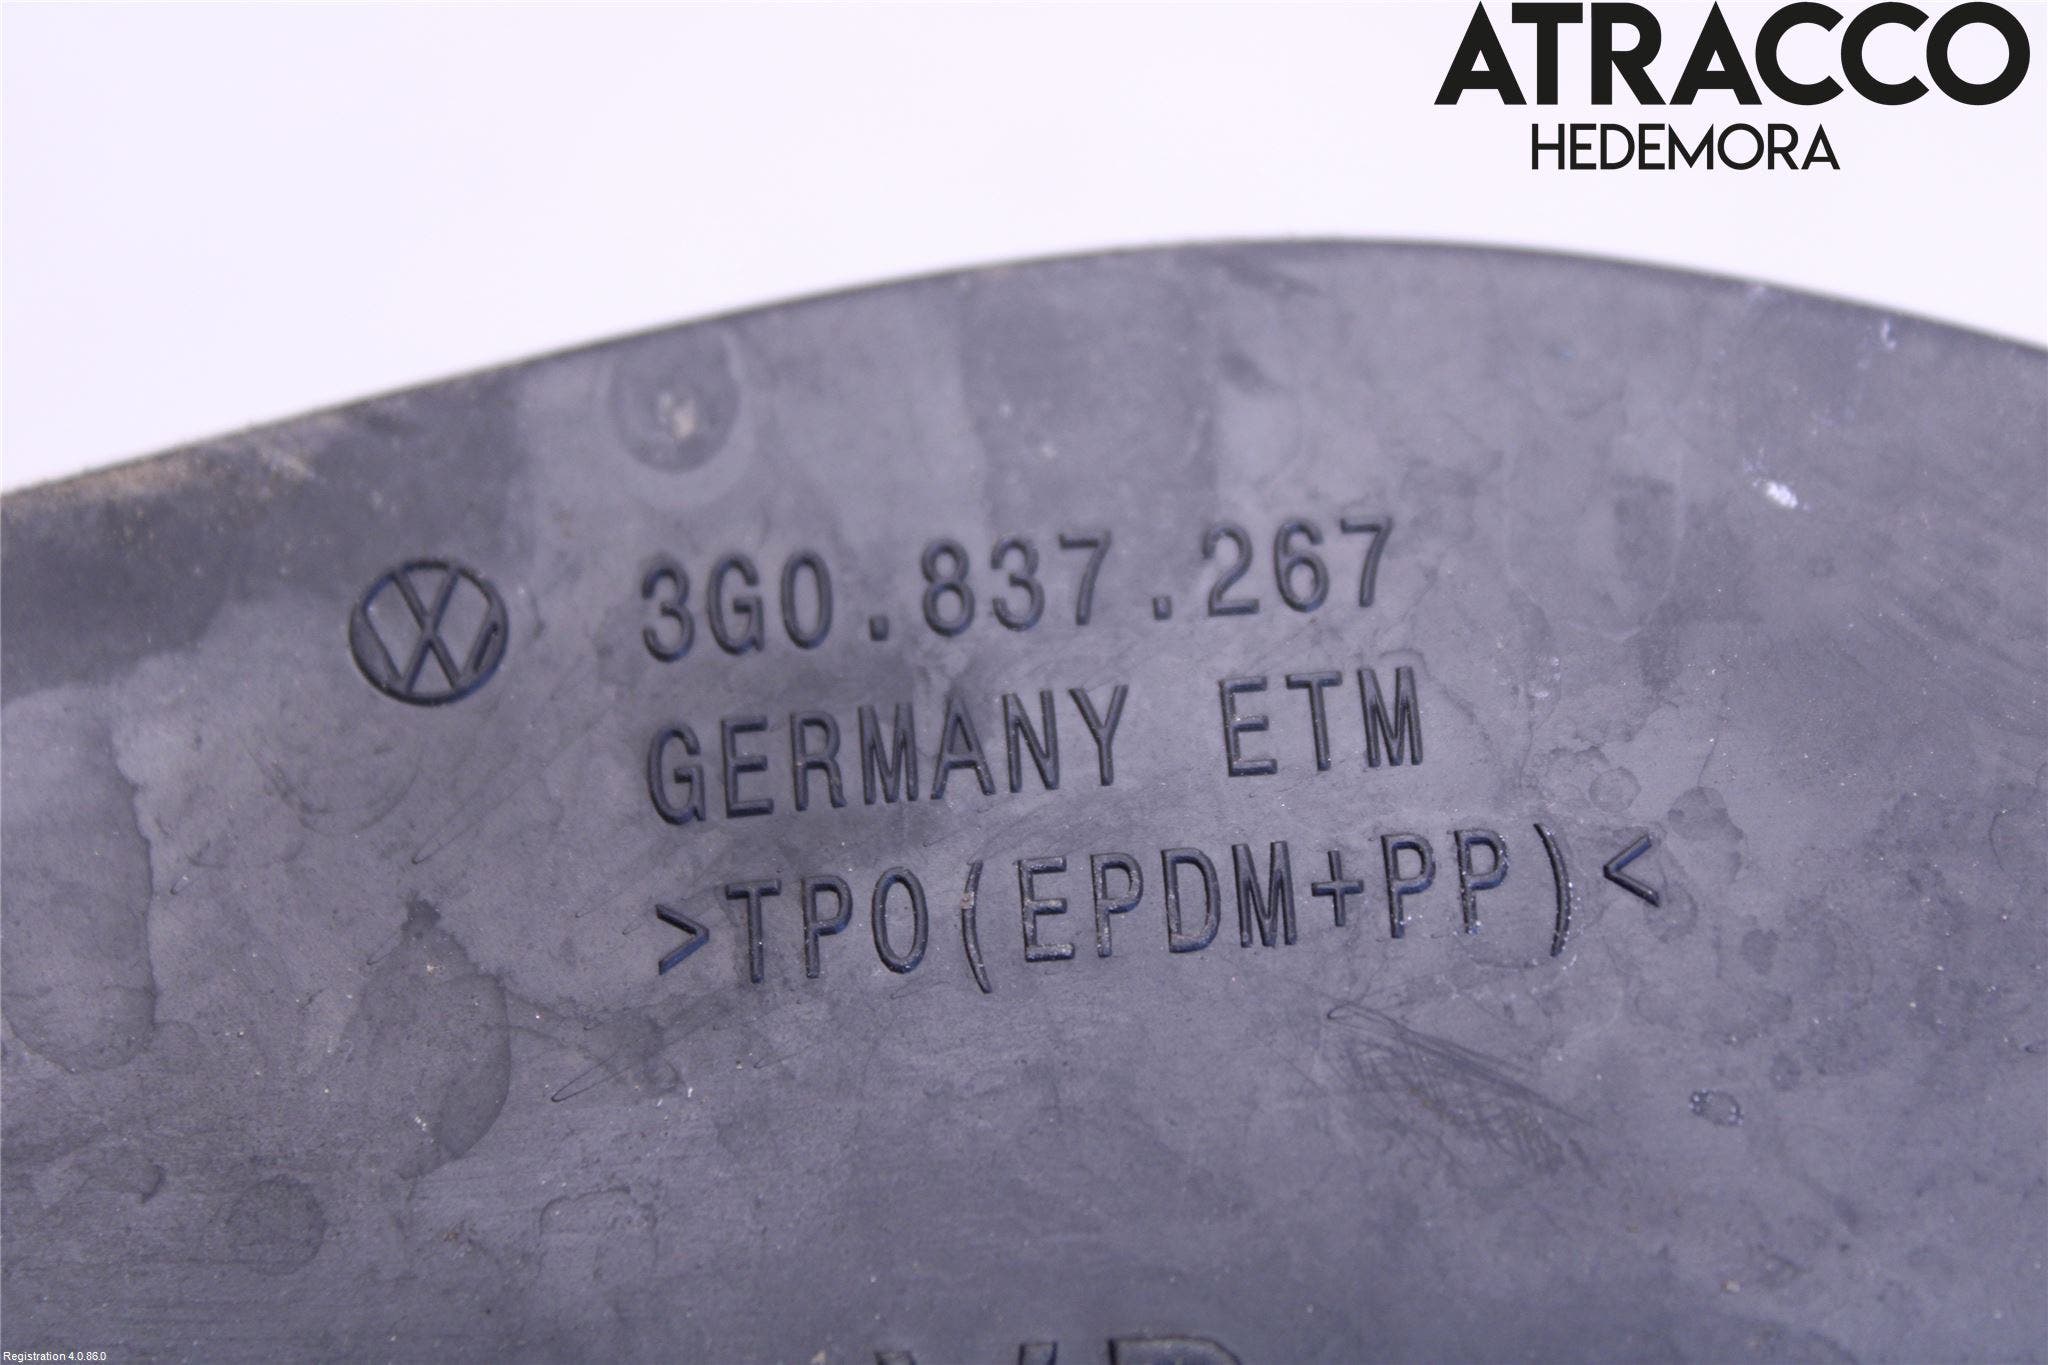 ATRACCO
HEDEMORA
3G0.837.267
GERMANY ETM
>TPO(EPDM+PP)<
Registration 4.0.86.0